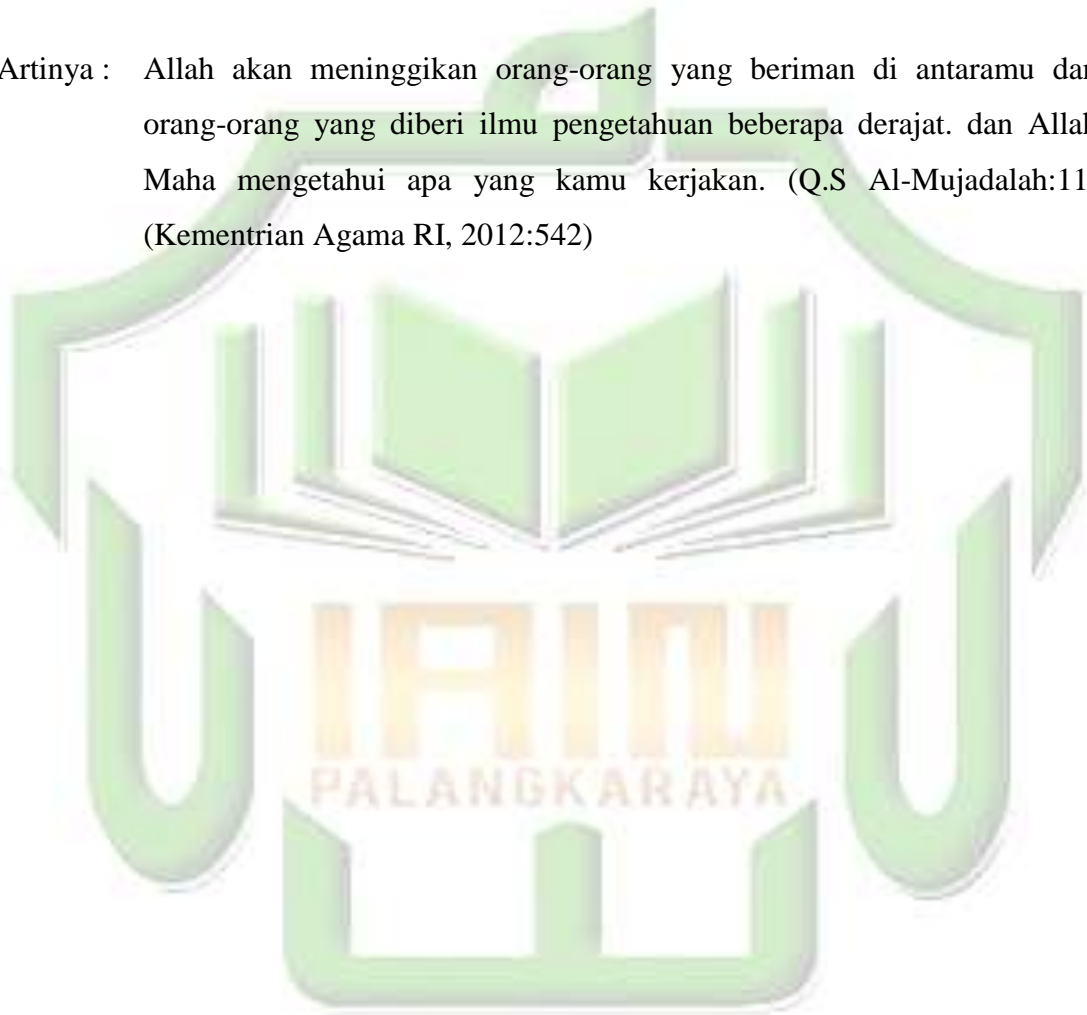 Artinya : Allah akan meninggikan orang-orang yang beriman di antaramu dan
orang-orang yang diberi ilmu pengetahuan beberapa derajat. dan Allah
Maha mengetahui apa yang kamu kerjakan. (Q.S Al-Mujadalah:11
(Kementrian Agama RI, 2012:542)
IAIN
PALANGKARAYA